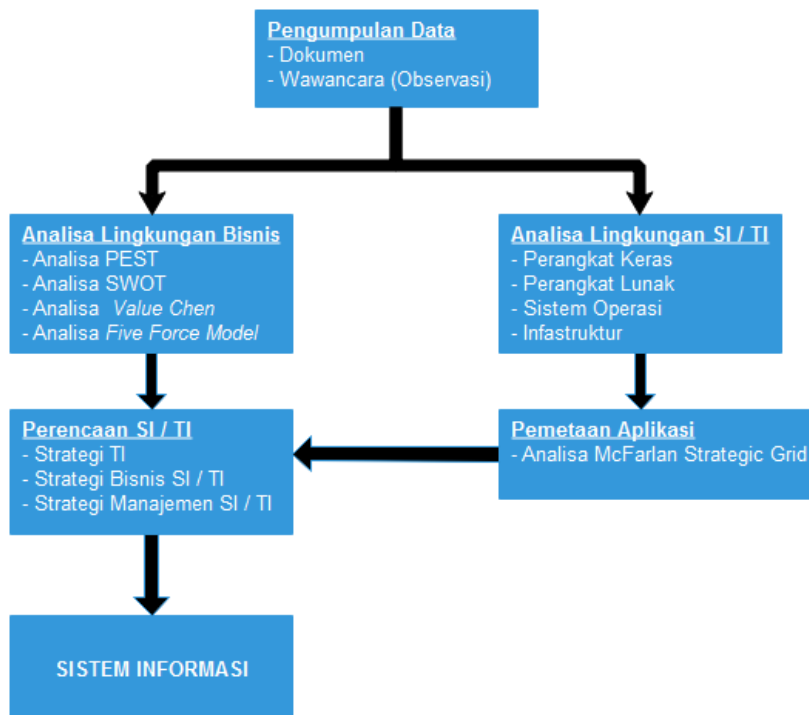 Pengumpulan Data
- Dokumen
- Wawancara (Observasi)
Analisa Lingkungan Bisnis
- Analisa PEST
- Analisa SWOT
- Analisa Value Chen
- Analisa Five Force Model
Analisa Lingkungan SI / TI
- Perangkat Keras
- Perangkat Lunak
- Sistem Operasi
- Infastruktur
Perencaan SI / TI
- Strategi TI
- Strategi Bisnis SI / TI
- Strategi Manajemen SI / TI
Pemetaan Aplikasi
- Analisa McFarlan Strategic Grid
SISTEM INFORMASI